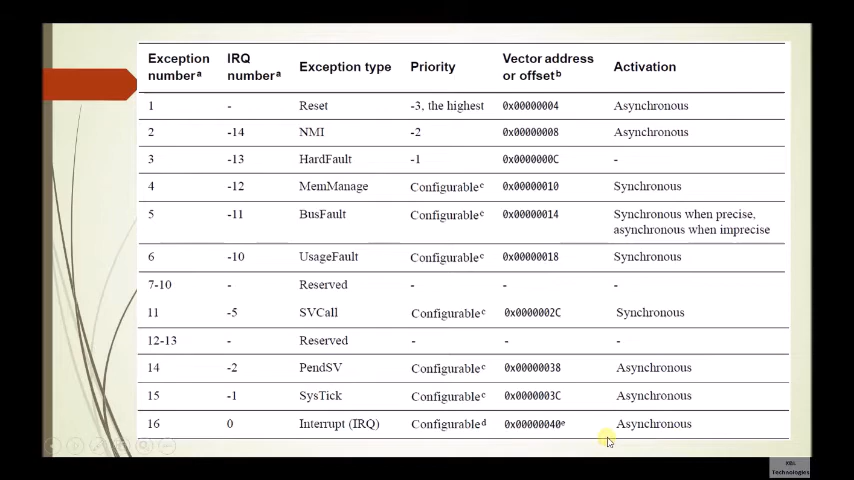 Exception numberᵃ IRQ numberᵃ Exception type Priority Vector address or offsetᵇ Activation
1 - Reset -3, the highest 0x00000004 Asynchronous
2 -14 NMI -2 0x00000008 Asynchronous
3 -13 HardFault -1 0x0000000C -
4 -12 MemManage Configurableᶜ 0x00000010 Synchronous
5 -11 BusFault Configurableᶜ 0x00000014 Synchronous when precise, asynchronous when imprecise
6 -10 UsageFault Configurableᶜ 0x00000018 Synchronous
7-10 - Reserved - - -
11 -5 SVCall Configurableᶜ 0x0000002C Synchronous
12-13 - Reserved - - -
14 -2 PendSV Configurableᶜ 0x00000038 Asynchronous
15 -1 SysTick Configurableᶜ 0x0000003C Asynchronous
16 0 Interrupt (IRQ) Configurableᵈ 0x00000040ᵉ Asynchronous
Technologies